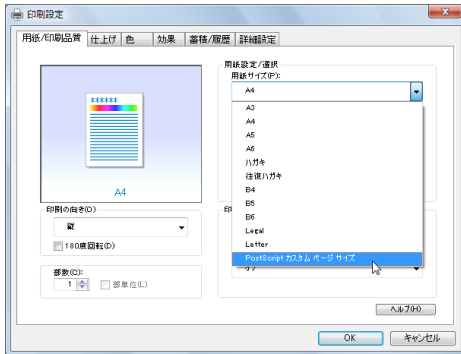 印刷設定
用紙/印刷品質 仕上げ 色 効果 蓄積/履歴 詳細設定
用紙設定/選択
用紙サイズ(P):
A4
A3
A4
A5
A6
ハガキ
往復ハガキ
B4
B5
B6
Legal
Letter
PostScript カスタム ページ サイズ
******
A4
印刷の向き(O)
縦
180度回転(D)
部数(C):
1
部単位(L)
ヘルプ(H)
OK
キャンセル